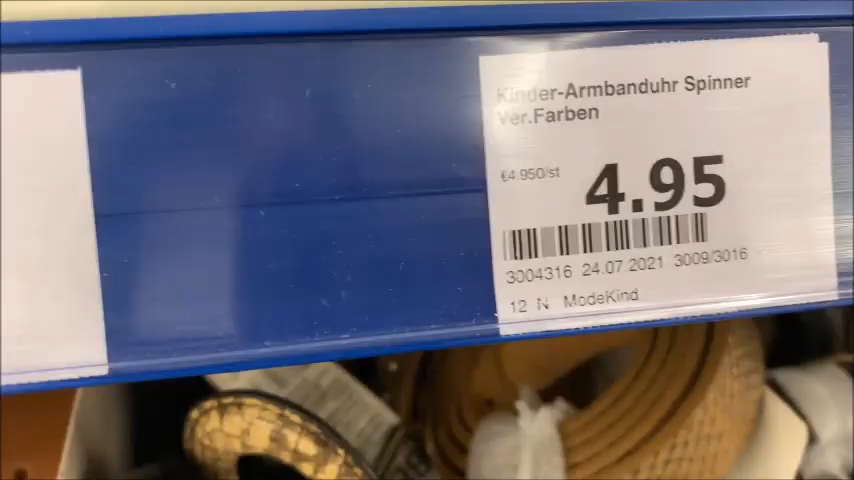 Kinder-Armbanduhr Spinner
Ver.Farben
€4.950/st
4.95
3004316 24.07.2021 3009/3016
12 N ModeKind